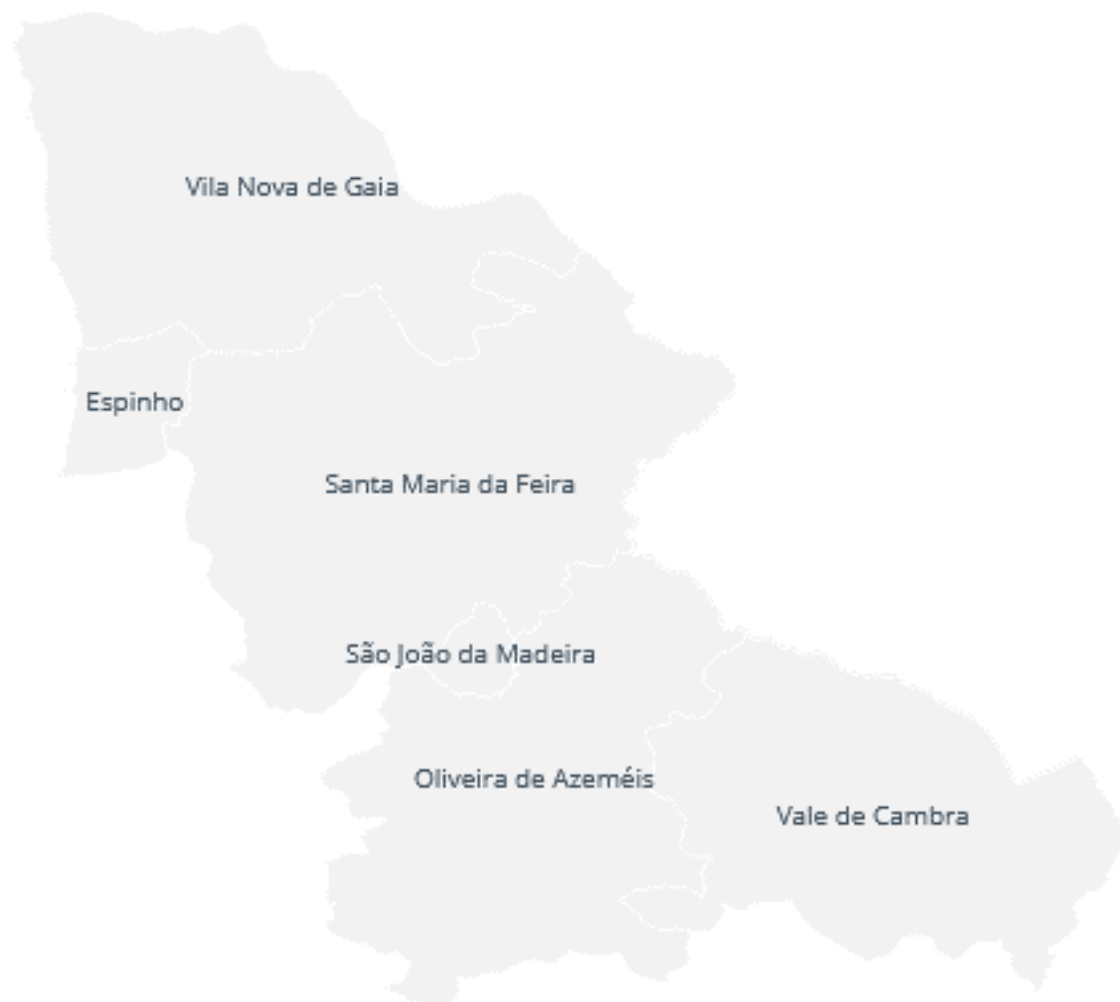 Vila Nova de Gaia
Espinho
Santa Maria da Feira
São João da Madeira
Oliveira de Azeméis
Vale de Cambra